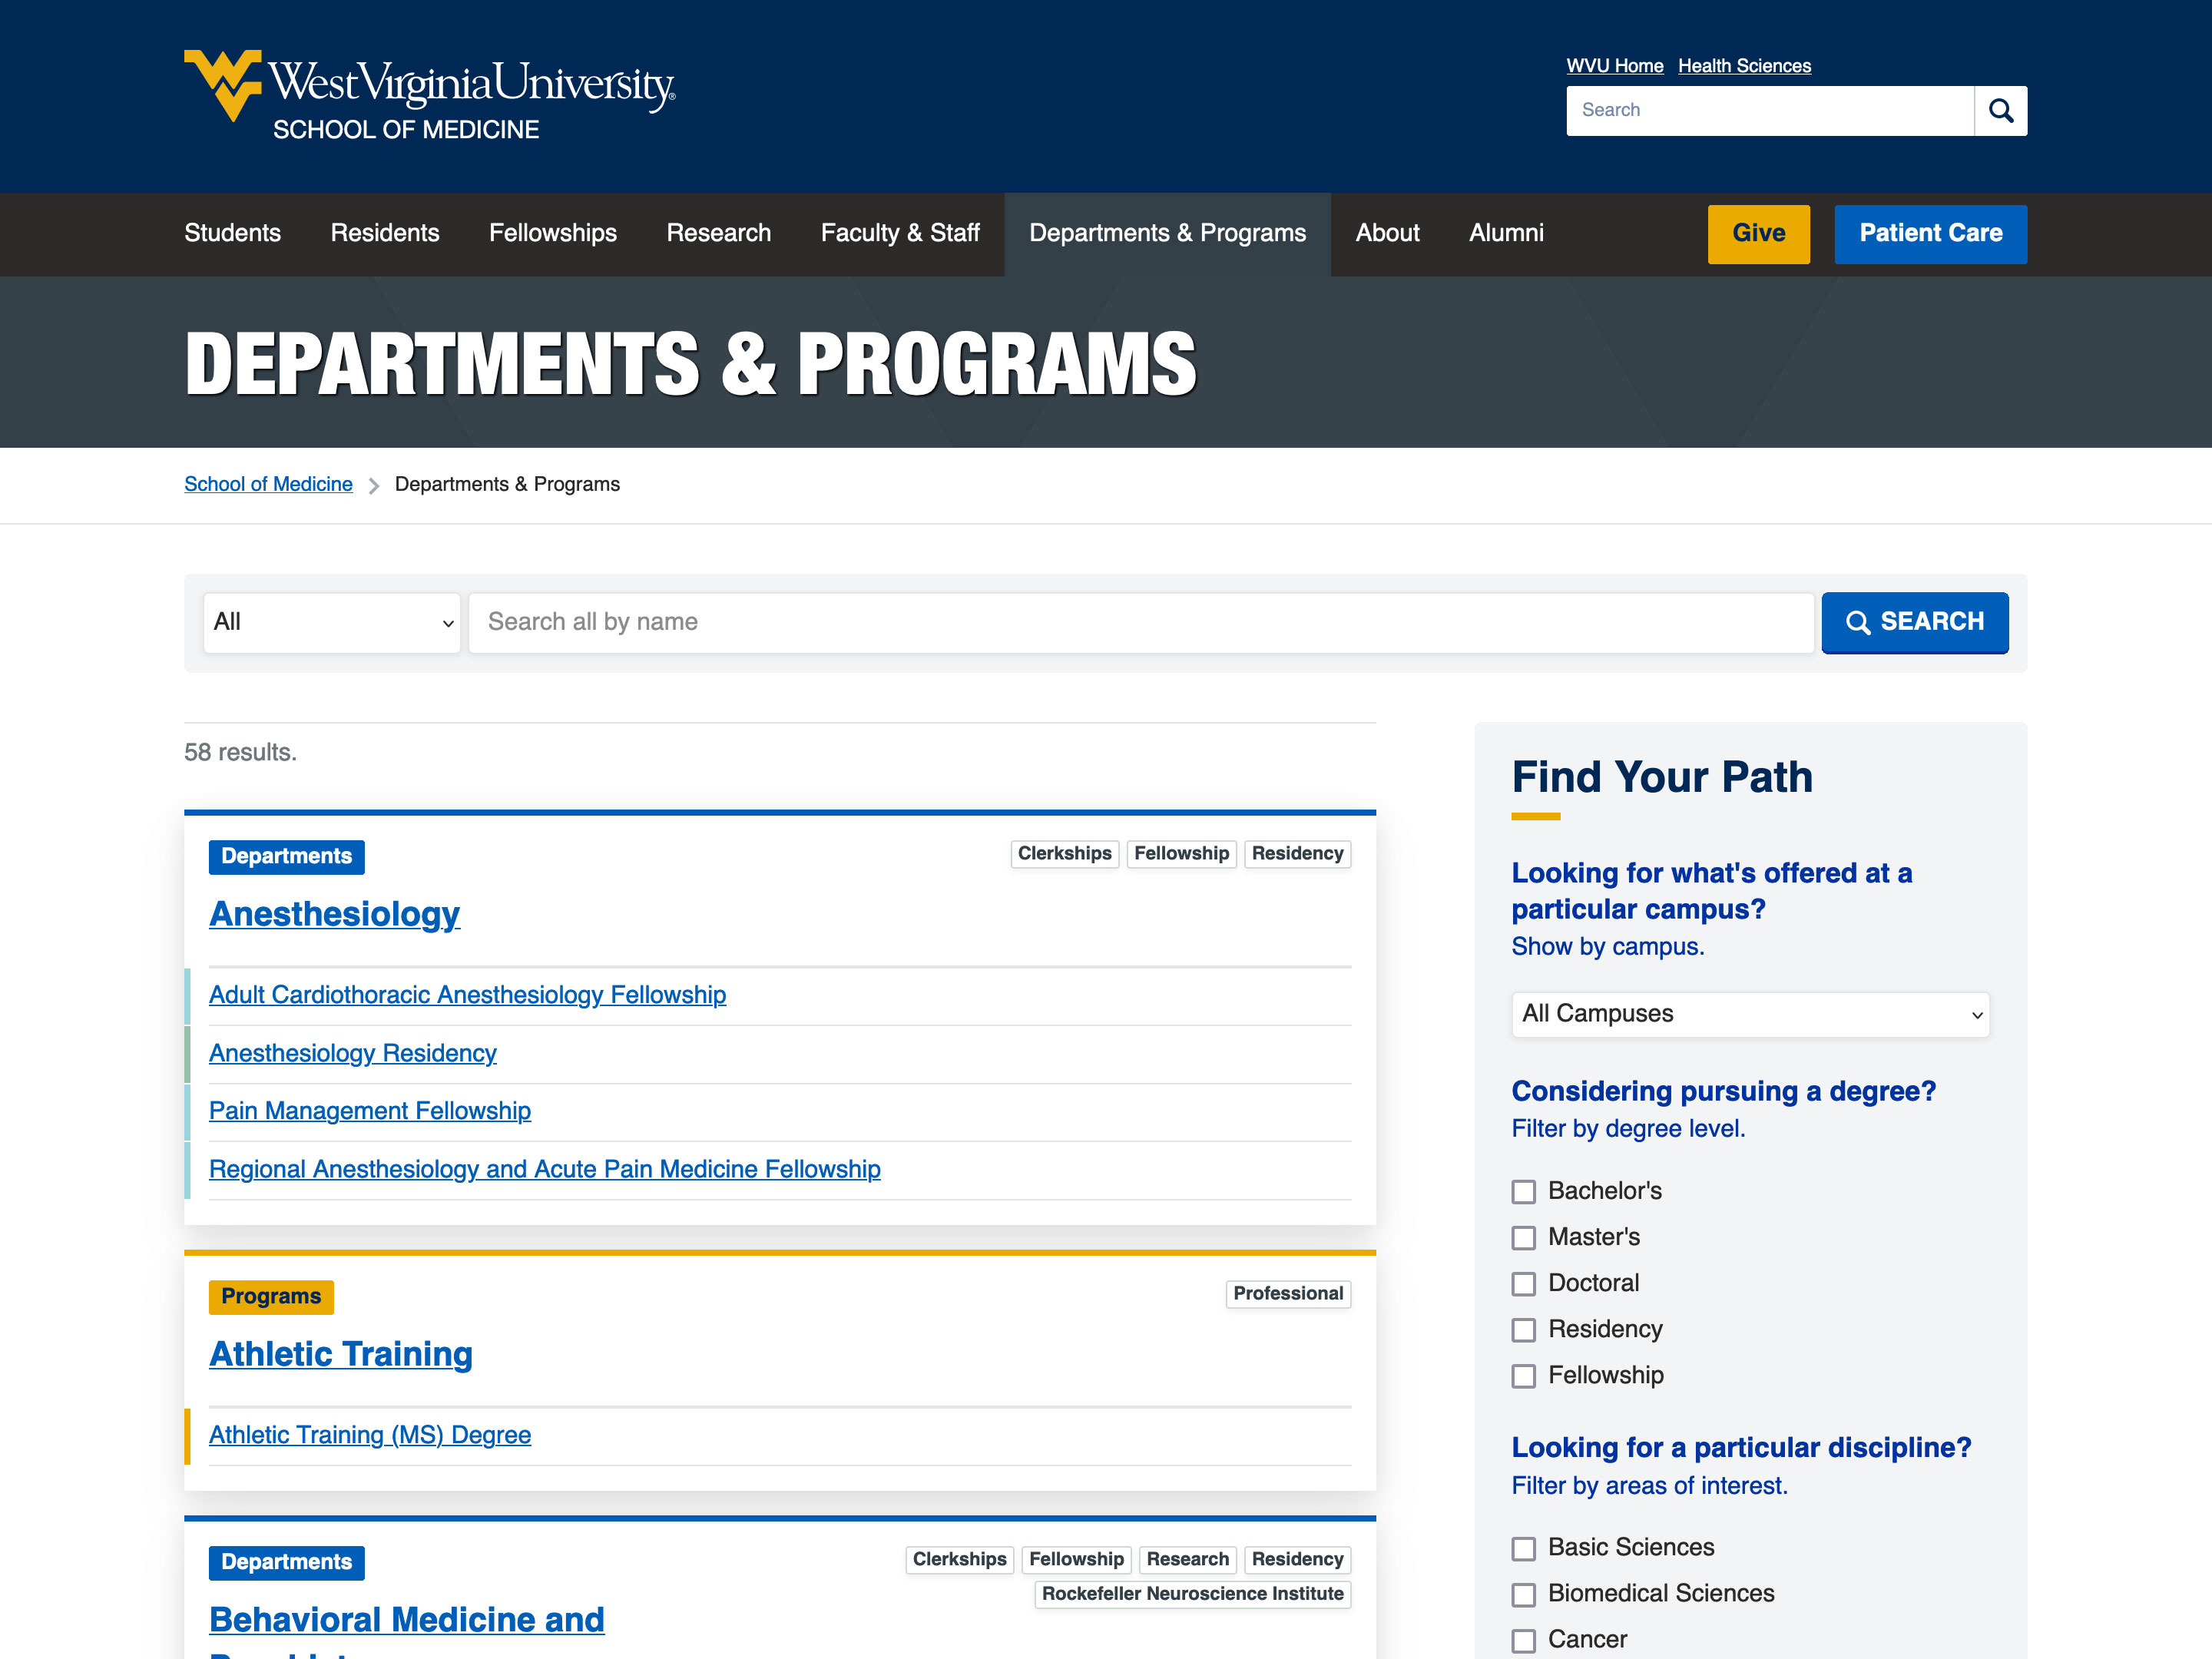 WestVirginiaUniversity®
SCHOOL OF MEDICINE
WVU Home Health Sciences
Search
Students Residents Fellowships Research Faculty & Staff Departments & Programs About Alumni Give Patient Care
DEPARTMENTS & PROGRAMS
School of Medicine Departments & Programs
All Search all by name SEARCH
58 results.
Departments Clerkships Fellowship Residency
Anesthesiology
Adult Cardiothoracic Anesthesiology Fellowship
Anesthesiology Residency
Pain Management Fellowship
Regional Anesthesiology and Acute Pain Medicine Fellowship
Programs Professional
Athletic Training
Athletic Training (MS) Degree
Departments Clerkships Fellowship Research Residency
Rockefeller Neuroscience Institute
Behavioral Medicine and
Find Your Path
Looking for what's offered at a
particular campus?
Show by campus.
All Campuses
Considering pursuing a degree?
Filter by degree level.
Bachelor's
Master's
Doctoral
Residency
Fellowship
Looking for a particular discipline?
Filter by areas of interest.
Basic Sciences
Biomedical Sciences
Cancer